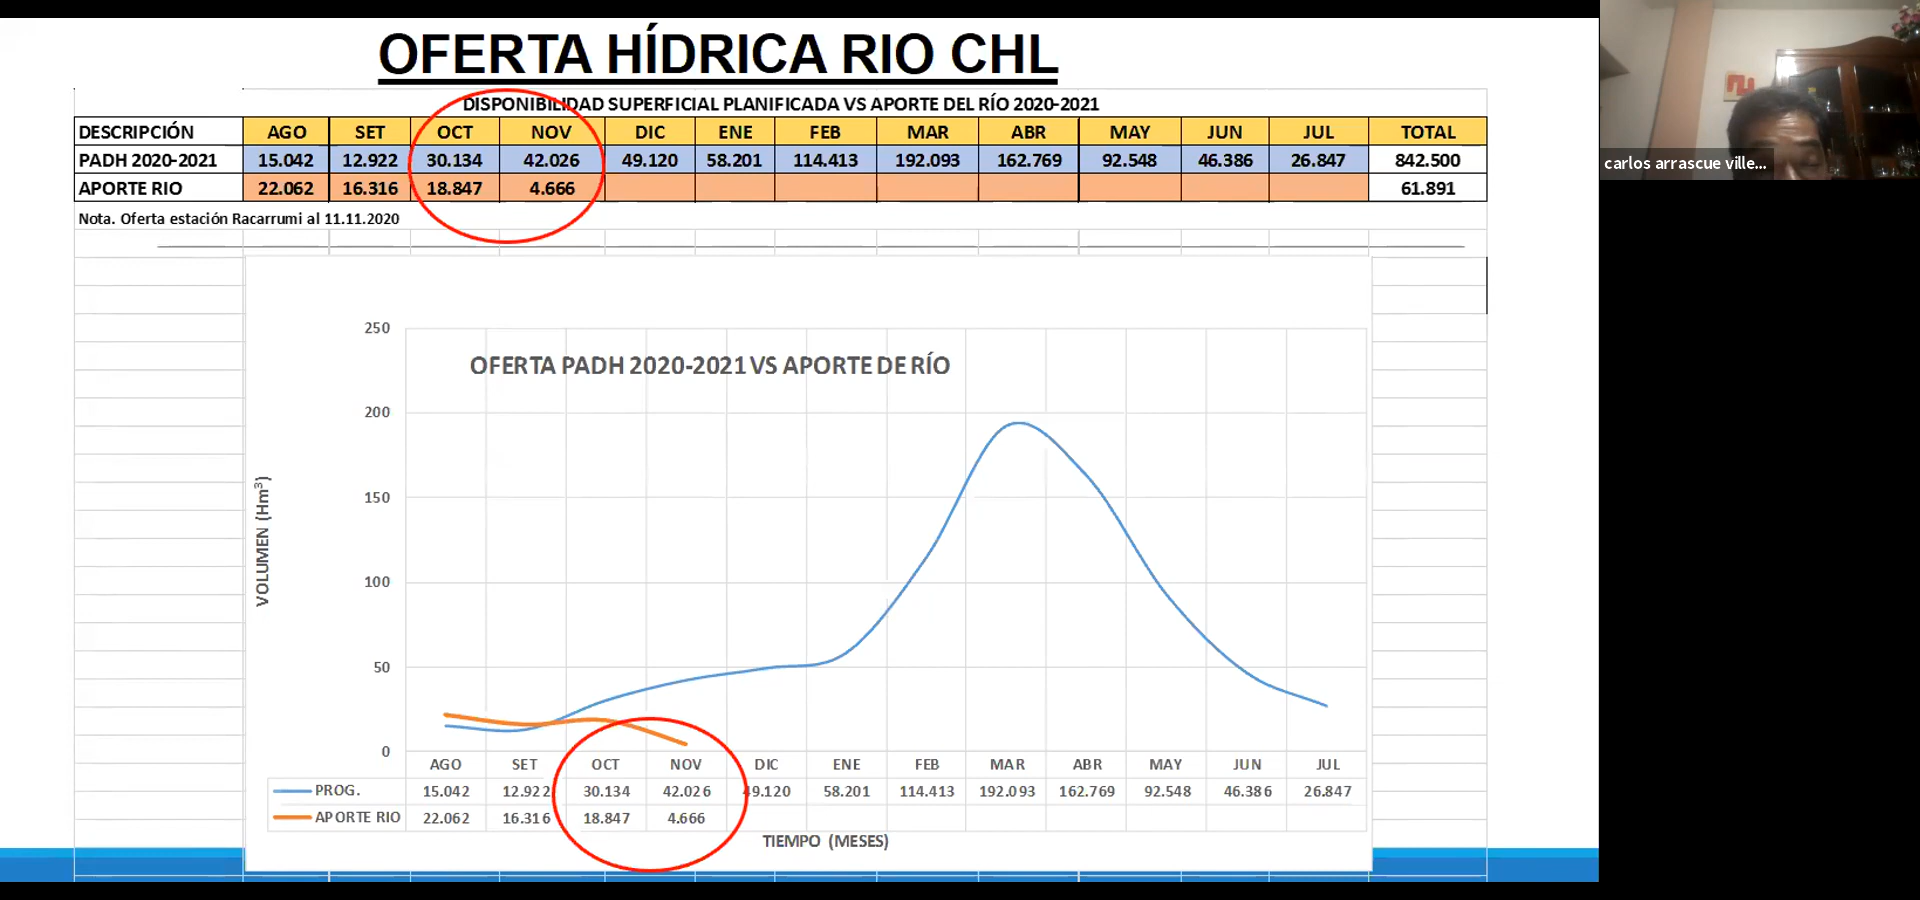 OFERTA HÍDRICA RIO CHL
DISPONIBILIDAD SUPERFICIAL PLANIFICADA VS APORTE DEL RÍO 2020-2021
DESCRIPCIÓN AGO SET OCT NOV DIC ENE FEB MAR ABR MAY JUN JUL TOTAL
PADH 2020-2021 15.042 12.922 30.134 42.026 49.120 58.201 114.413 192.093 162.769 92.548 46.386 26.847 842.500
APORTE RIO 22.062 16.316 18.847 4.666 61.891
Nota. Oferta estación Racarrumi al 11.11.2020
OFERTA PADH 2020-2021 VS APORTE DE RÍO
250
200
150
100
50
0
VOLUMEN (Hm³)
AGO SET OCT NOV DIC ENE FEB MAR ABR MAY JUN JUL
PROG. 15.042 12.922 30.134 42.026 49.120 58.201 114.413 192.093 162.769 92.548 46.386 26.847
APORTE RIO 22.062 16.316 18.847 4.666
TIEMPO (MESES)
carlos arrascue ville...